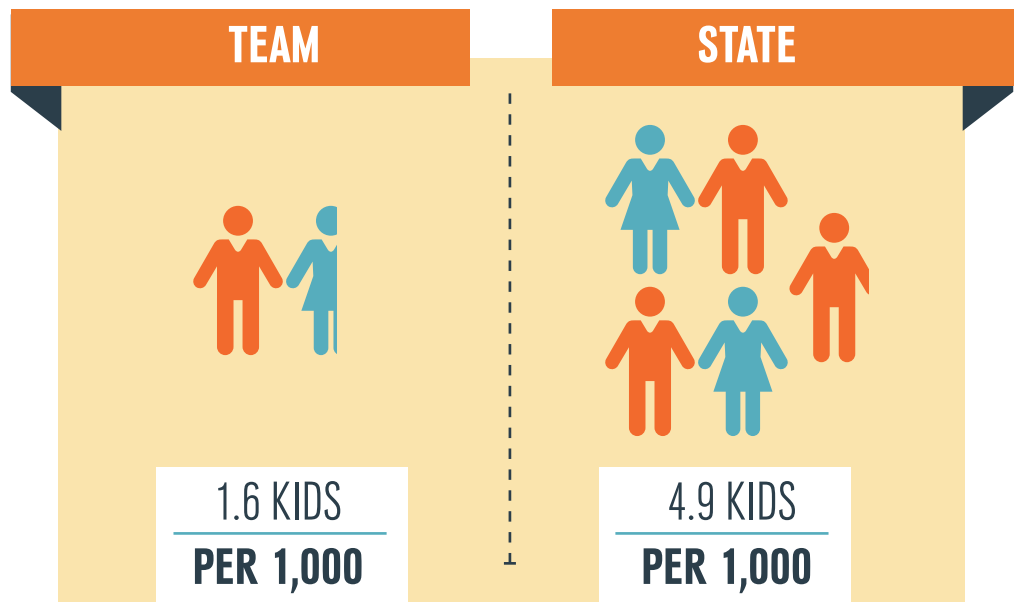 TEAM
1.6 KIDS
PER 1,000
STATE
4.9 KIDS
PER 1,000